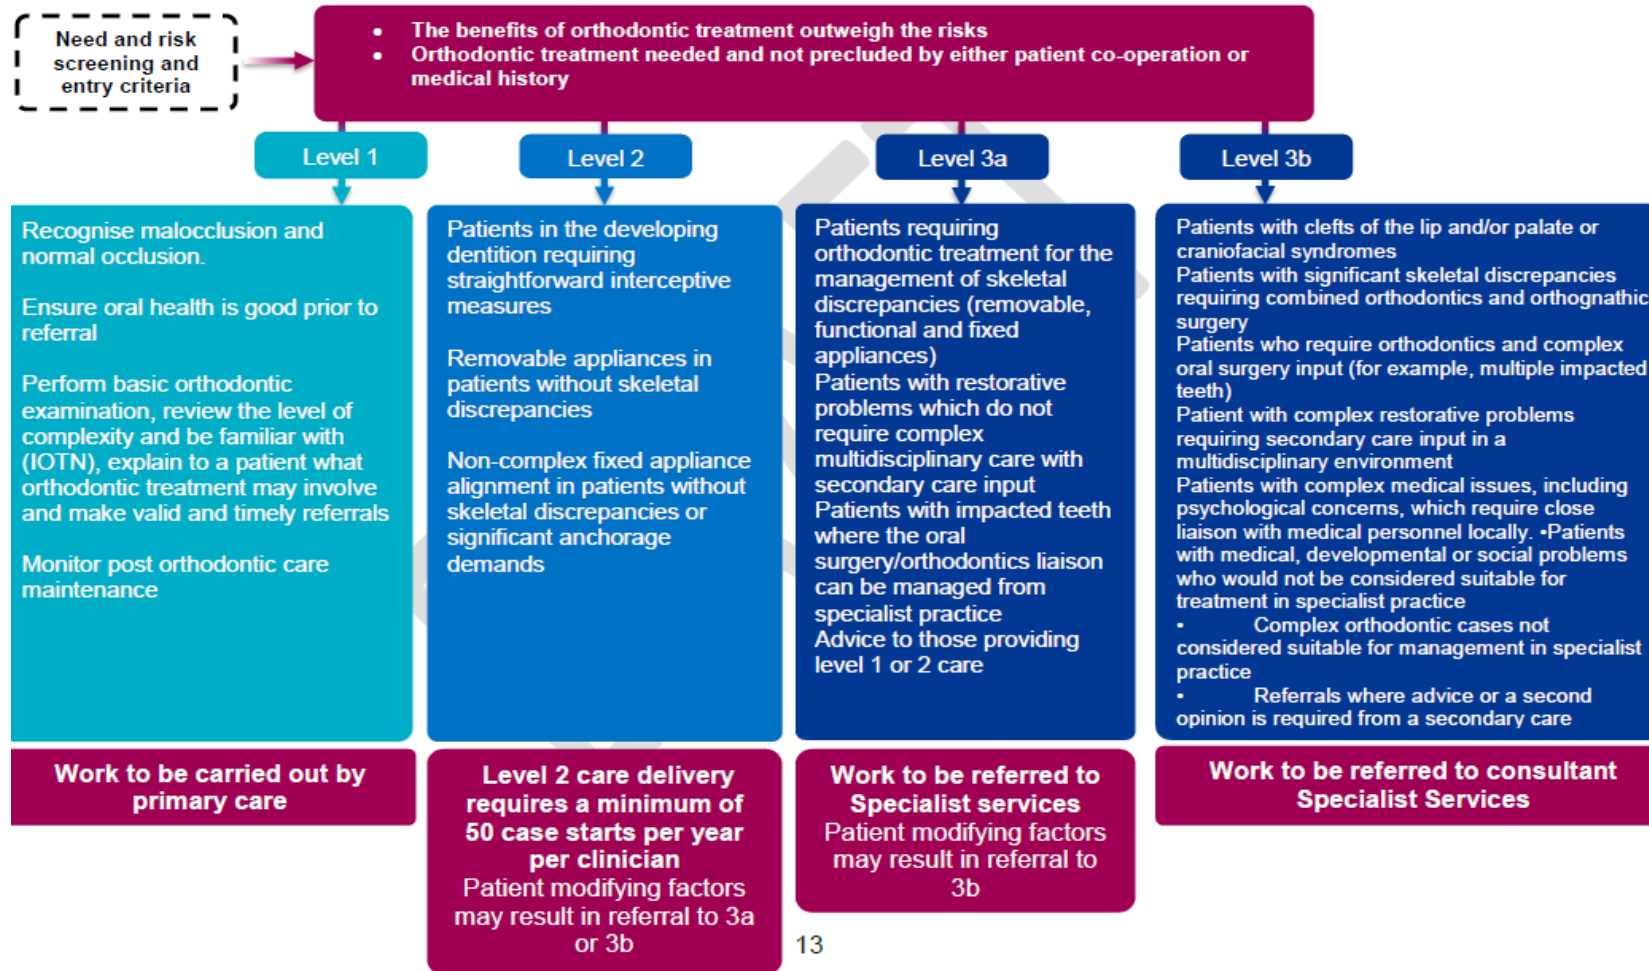 Need and risk
screening and
entry criteria
• The benefits of orthodontic treatment outweigh the risks
• Orthodontic treatment needed and not precluded by either patient co-operation or
medical history
Level 1
Level 2
Level 3a
Level 3b
Recognise malocclusion and
normal occlusion.
Ensure oral health is good prior to
referral
Perform basic orthodontic
examination, review the level of
complexity and be familiar with
(IOTN), explain to a patient what
orthodontic treatment may involve
and make valid and timely referrals
Monitor post orthodontic care
maintenance
Patients in the developing
dentition requiring
straightforward interceptive
measures
Removable appliances in
patients without skeletal
discrepancies
Non-complex fixed appliance
alignment in patients without
skeletal discrepancies or
significant anchorage
demands
Patients requiring
orthodontic treatment for the
management of skeletal
discrepancies (removable,
functional and fixed
appliances)
Patients with restorative
problems which do not
require complex
multidisciplinary care with
secondary care input
Patients with impacted teeth
where the oral
surgery/orthodontics liaison
can be managed from
specialist practice
Advice to those providing
level 1 or 2 care
Patients with clefts of the lip and/or palate or
craniofacial syndromes
Patients with significant skeletal discrepancies
requiring combined orthodontics and orthognathic
surgery
Patients who require orthodontics and complex
oral surgery input (for example, multiple impacted
teeth)
Patient with complex restorative problems
requiring secondary care input in a
multidisciplinary environment
Patients with complex medical issues, including
psychological concerns, which require close
liaison with medical personnel locally. •Patients
with medical, developmental or social problems
who would not be considered suitable for
treatment in specialist practice
• Complex orthodontic cases not
considered suitable for management in specialist
practice
• Referrals where advice or a second
opinion is required from a secondary care
Work to be carried out by
primary care
Level 2 care delivery
requires a minimum of
50 case starts per year
per clinician
Patient modifying factors
may result in referral to 3a
or 3b
Work to be referred to
Specialist services
Patient modifying factors
may result in referral to
3b
Work to be referred to consultant
Specialist Services
13